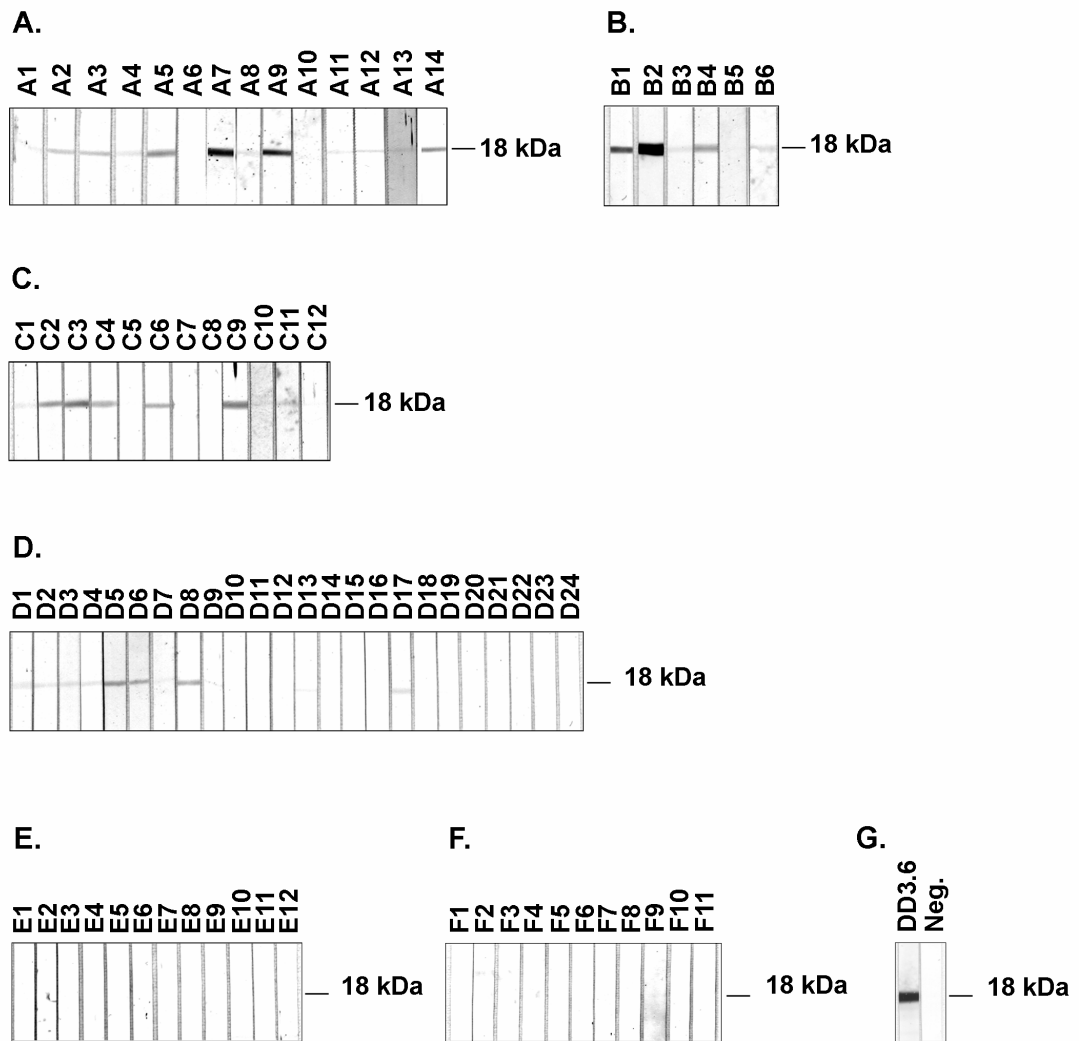 A.
A1 A2 A3 A4 A5 A6 A7 A8 A9 A10 A11 A12 A13 A14
18 kDa
B.
B1 B2 B3 B4 B5 B6
18 kDa
C.
C1 C2 C3 C4 C5 C6 C7 C8 C9 C10 C11 C12
18 kDa
D.
D1 D2 D3 D4 D5 D6 D7 D8 D9 D10 D11 D12 D13 D14 D15 D16 D17 D18 D19 D20 D21 D22 D23 D24
18 kDa
E.
E1 E2 E3 E4 E5 E6 E7 E8 E9 E10 E11 E12
18 kDa
F.
F1 F2 F3 F4 F5 F6 F7 F8 F9 F10 F11
18 kDa
G.
DD3.6 Neg.
18 kDa